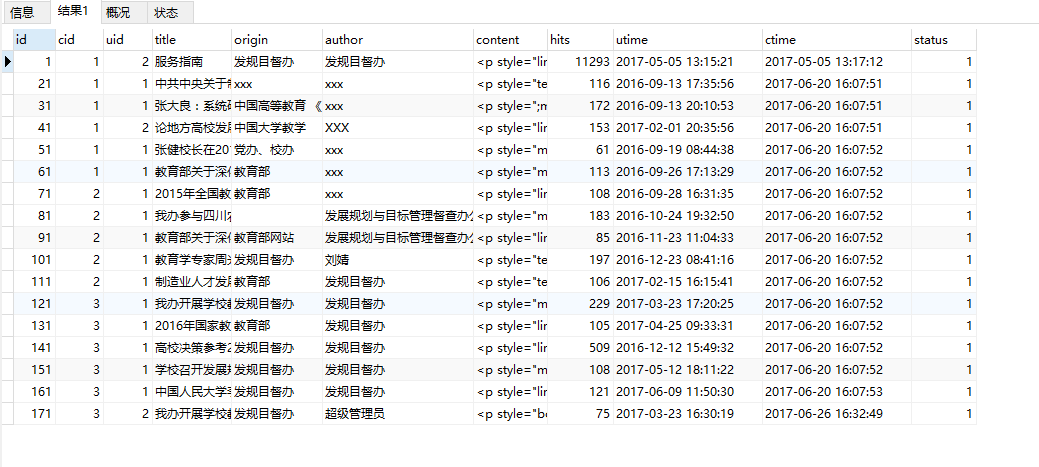 信息 结果1 概况 状态
id cid uid title origin author content hits utime ctime status
1 1 2 服务指南 发规目督办 发规目督办 <p style="lin 11293 2017-05-05 13:15:21 2017-05-05 13:17:12 1
21 1 1 中共中央关于 xxx xxx <p style="te 116 2016-09-13 17:35:56 2017-06-20 16:07:51 1
31 1 1 张大良：系统 中国高等教育 《 xxx <p style=";m 172 2016-09-13 20:10:53 2017-06-20 16:07:51 1
41 1 2 论地方高校发 中国大学教学 XXX <p style="lin 153 2017-02-01 20:35:56 2017-06-20 16:07:51 1
51 1 1 张健校长在20 党办、校办 xxx <p style="m 61 2016-09-19 08:44:38 2017-06-20 16:07:52 1
61 1 1 教育部关于深 教育部 xxx <p style="m 113 2016-09-26 17:13:29 2017-06-20 16:07:52 1
71 2 1 2015年全国教 教育部 xxx <p style="lin 108 2016-09-28 16:31:35 2017-06-20 16:07:52 1
81 2 1 我办参与四川 发展规划与目标管理督查办 <p style="m 183 2016-10-24 19:32:50 2017-06-20 16:07:52 1
91 2 1 教育部关于深 教育部网站 发展规划与目标管理督查办 <p style="lin 85 2016-11-23 11:04:33 2017-06-20 16:07:52 1
101 2 1 教育学专家周 发规目督办 刘婧 <p style="te 197 2016-12-23 08:41:16 2017-06-20 16:07:52 1
111 2 1 制造业人才发 教育部 发规目督办 <p style="te 106 2017-02-15 16:15:41 2017-06-20 16:07:52 1
121 3 1 我办开展学校 发规目督办 发规目督办 <p style="m 229 2017-03-23 17:20:25 2017-06-20 16:07:52 1
131 3 1 2016年国家教 教育部 发规目督办 <p style="lin 105 2017-04-25 09:33:31 2017-06-20 16:07:52 1
141 3 1 高校决策参考2 发规目督办 发规目督办 <p style="lin 509 2016-12-12 15:49:32 2017-06-20 16:07:52 1
151 3 1 学校召开发展 发规目督办 发规目督办 <p style="m 108 2017-05-12 18:11:22 2017-06-20 16:07:52 1
161 3 1 中国人民大学 发规目督办 发规目督办 <p style="lin 121 2017-06-09 11:50:30 2017-06-20 16:07:53 1
171 3 2 我办开展学校 发规目督办 超级管理员 <p style="bo 75 2017-03-23 16:30:19 2017-06-26 16:32:49 1